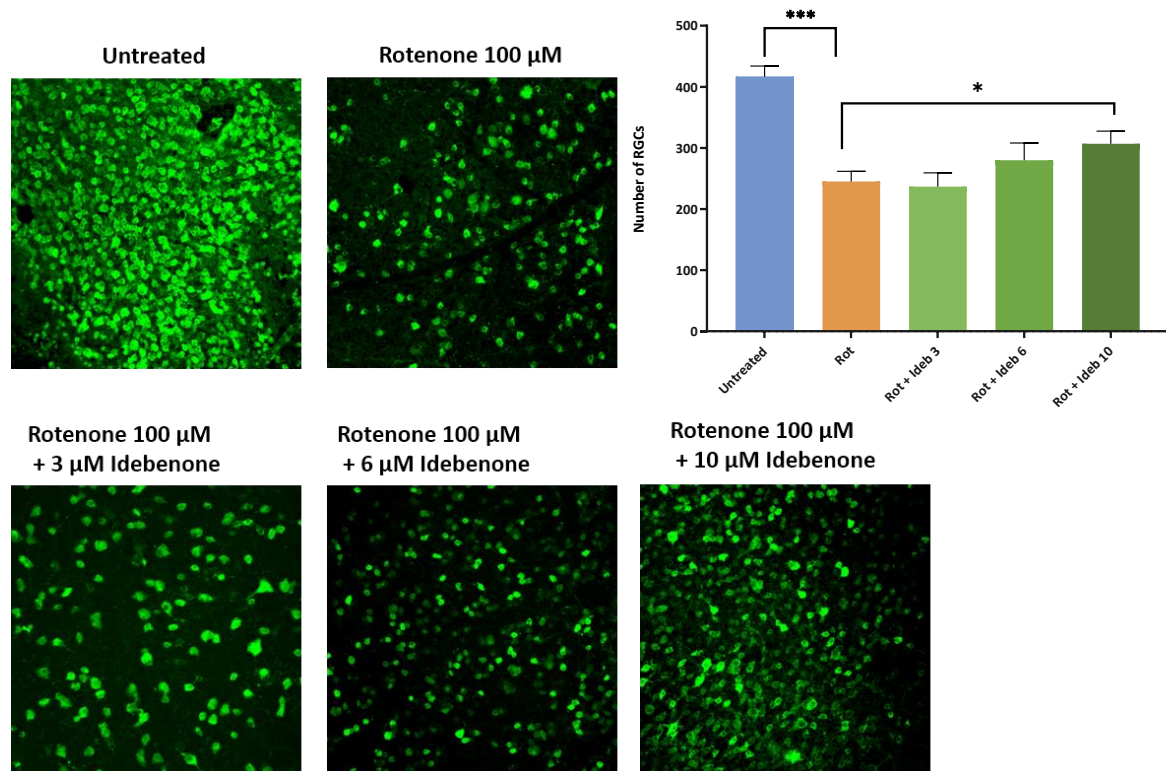 Untreated
Rotenone 100 µM
***
*
Number of RGCs
500
400
300
200
100
0
Untreated
Rot
Rot + Ideb 3
Rot + Ideb 6
Rot + Ideb 10
Rotenone 100 µM
+ 3 µM Idebenone
Rotenone 100 µM
+ 6 µM Idebenone
Rotenone 100 µM
+ 10 µM Idebenone